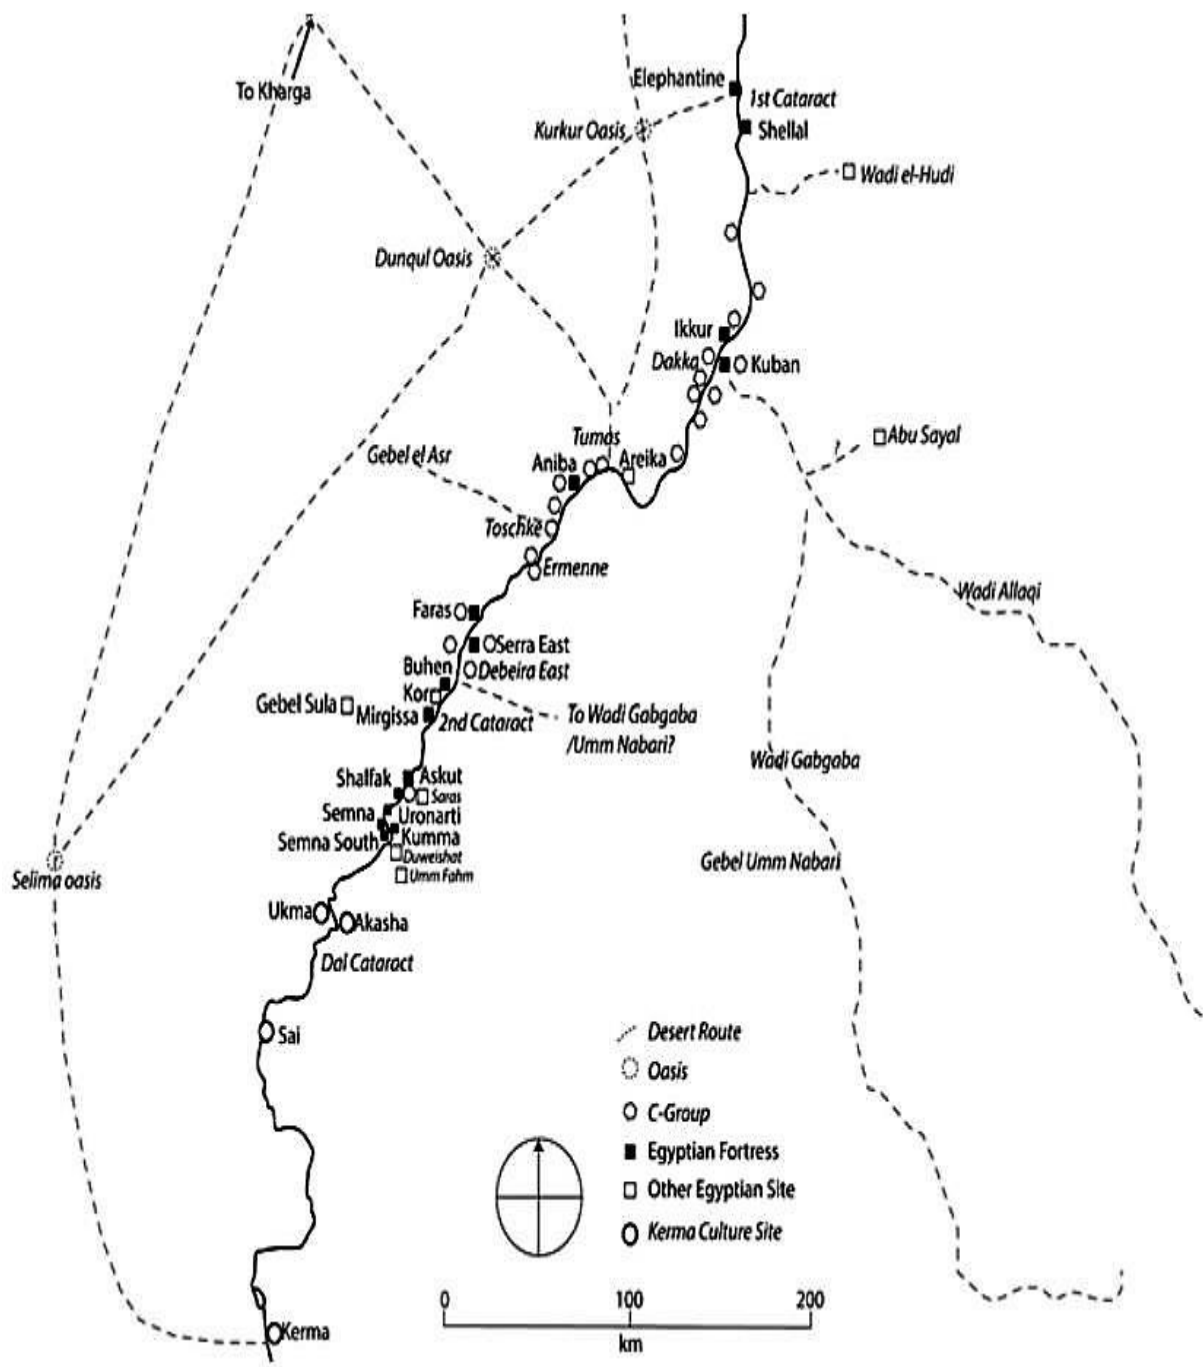 Elephantine
To Kharga
1st Cataract
Kurkur Oasis
Shellal
Wadi el-Hudi
Dunqul Oasis
Ikkur
Dakka
Kuban
Tumas
Abu Sayal
Gebel el Asr
Aniba
Areika
Toschke
Ermenne
Wadi Allaqi
Faras
Serra East
Buhen
Debeira East
Kor
Gebel Sula
Mirgissa
2nd Cataract
To Wadi Gabgaba
/Umm Nabari?
Wadi Gabgaba
Shalfak
Askut
Saras
Semna
Uronarti
Semna South
Kumma
Duweishat
Gebel Umm Nabari
Selima oasis
Umm Fahm
Ukma
Akasha
Dal Cataract
Sai
Desert Route
Oasis
C-Group
Egyptian Fortress
Other Egyptian Site
Kerma Culture Site
0 100 200
km
Kerma